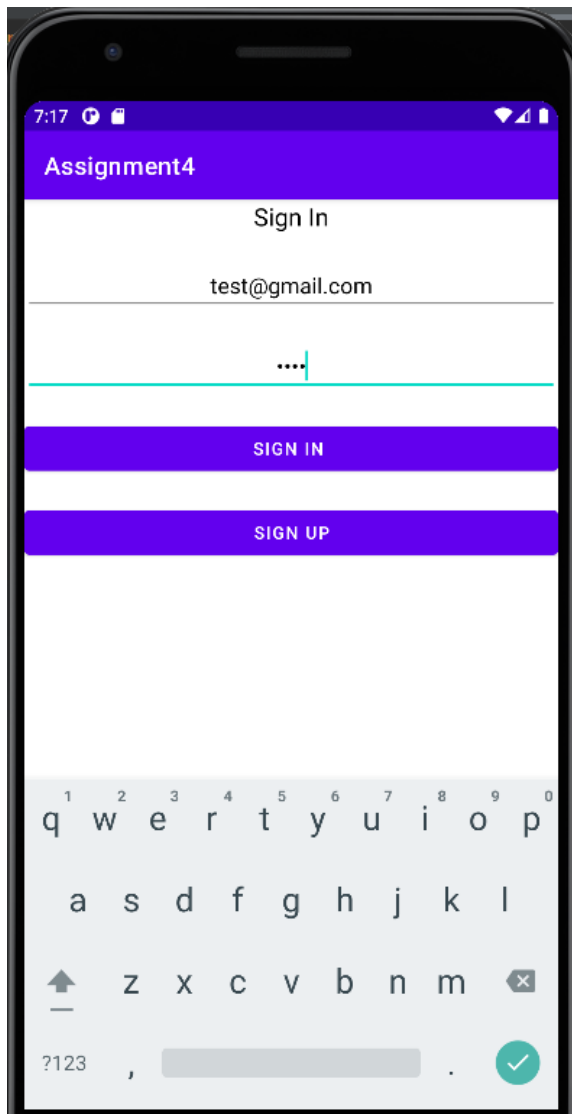 7:17
Assignment4
Sign In
test@gmail.com
••••
SIGN IN
SIGN UP
1 2 3 4 5 6 7 8 9 0
q w e r t y u i o p
a s d f g h j k l
z x c v b n m
?123 , .